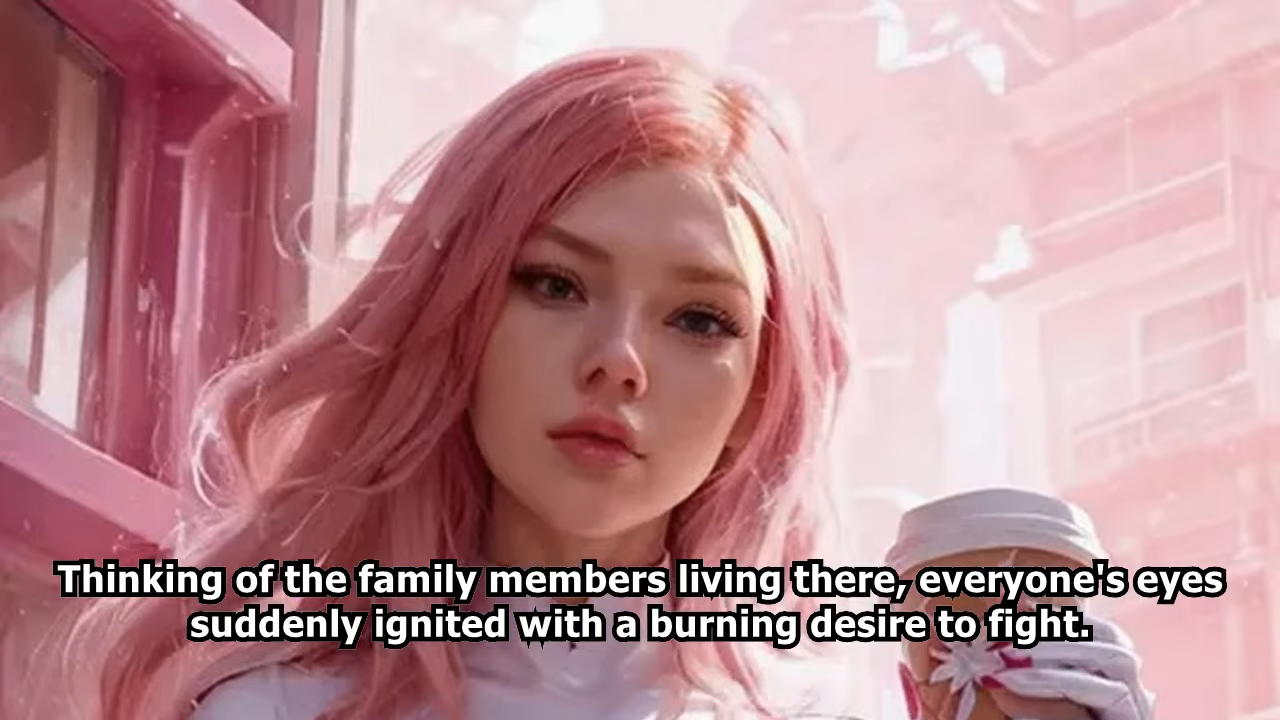 Thinking of the family members living there, everyone's eyes
suddenly ignited with a burning desire to fight.